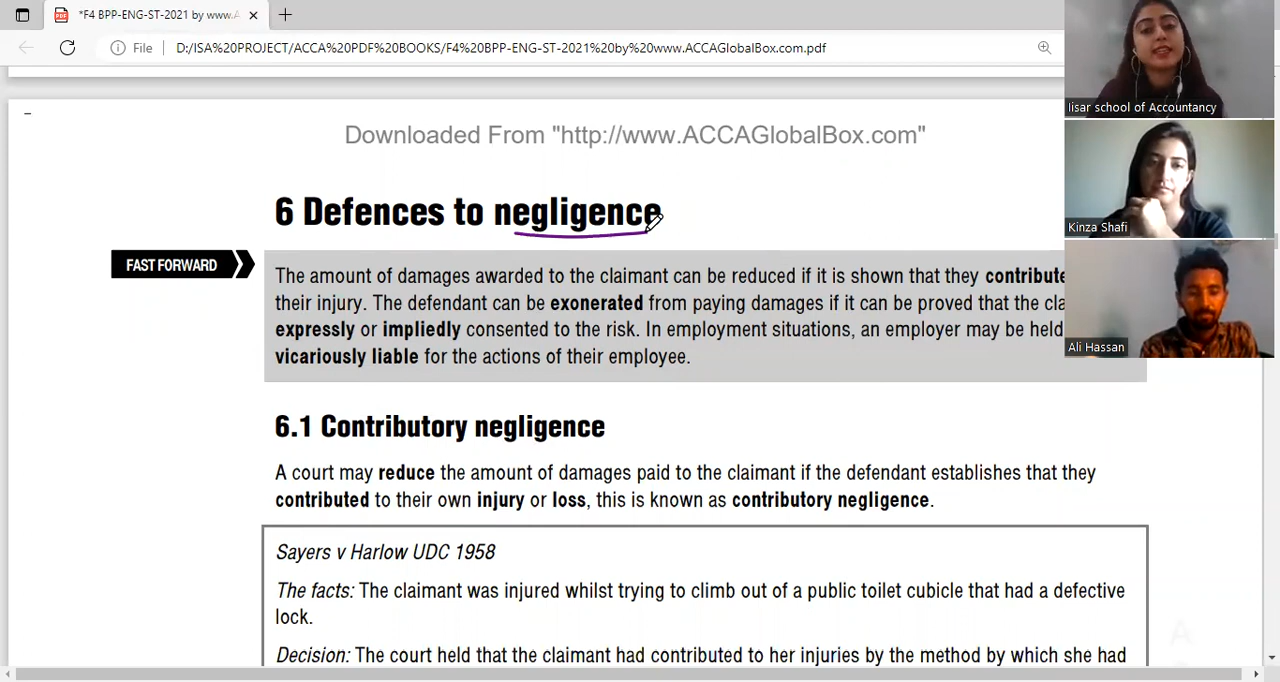 *F4 BPP-ENG-ST-2021 by www.A
File
D:/ISA%20PROJECT/ACCA%20PDF%20BOOKS/F4%20BPP-ENG-ST-2021%20by%20www.ACCAGlobalBox.com.pdf
Iisar school of Accountancy
Kinza Shafi
Ali Hassan
Downloaded From "http://www.ACCAGlobalBox.com"
6 Defences to negligence
FAST FORWARD
The amount of damages awarded to the claimant can be reduced if it is shown that they contribute
their injury. The defendant can be exonerated from paying damages if it can be proved that the cla
expressly or impliedly consented to the risk. In employment situations, an employer may be held
vicariously liable for the actions of their employee.
6.1 Contributory negligence
A court may reduce the amount of damages paid to the claimant if the defendant establishes that they
contributed to their own injury or loss, this is known as contributory negligence.
Sayers v Harlow UDC 1958
The facts: The claimant was injured whilst trying to climb out of a public toilet cubicle that had a defective
lock.
Decision: The court held that the claimant had contributed to her injuries by the method by which she had